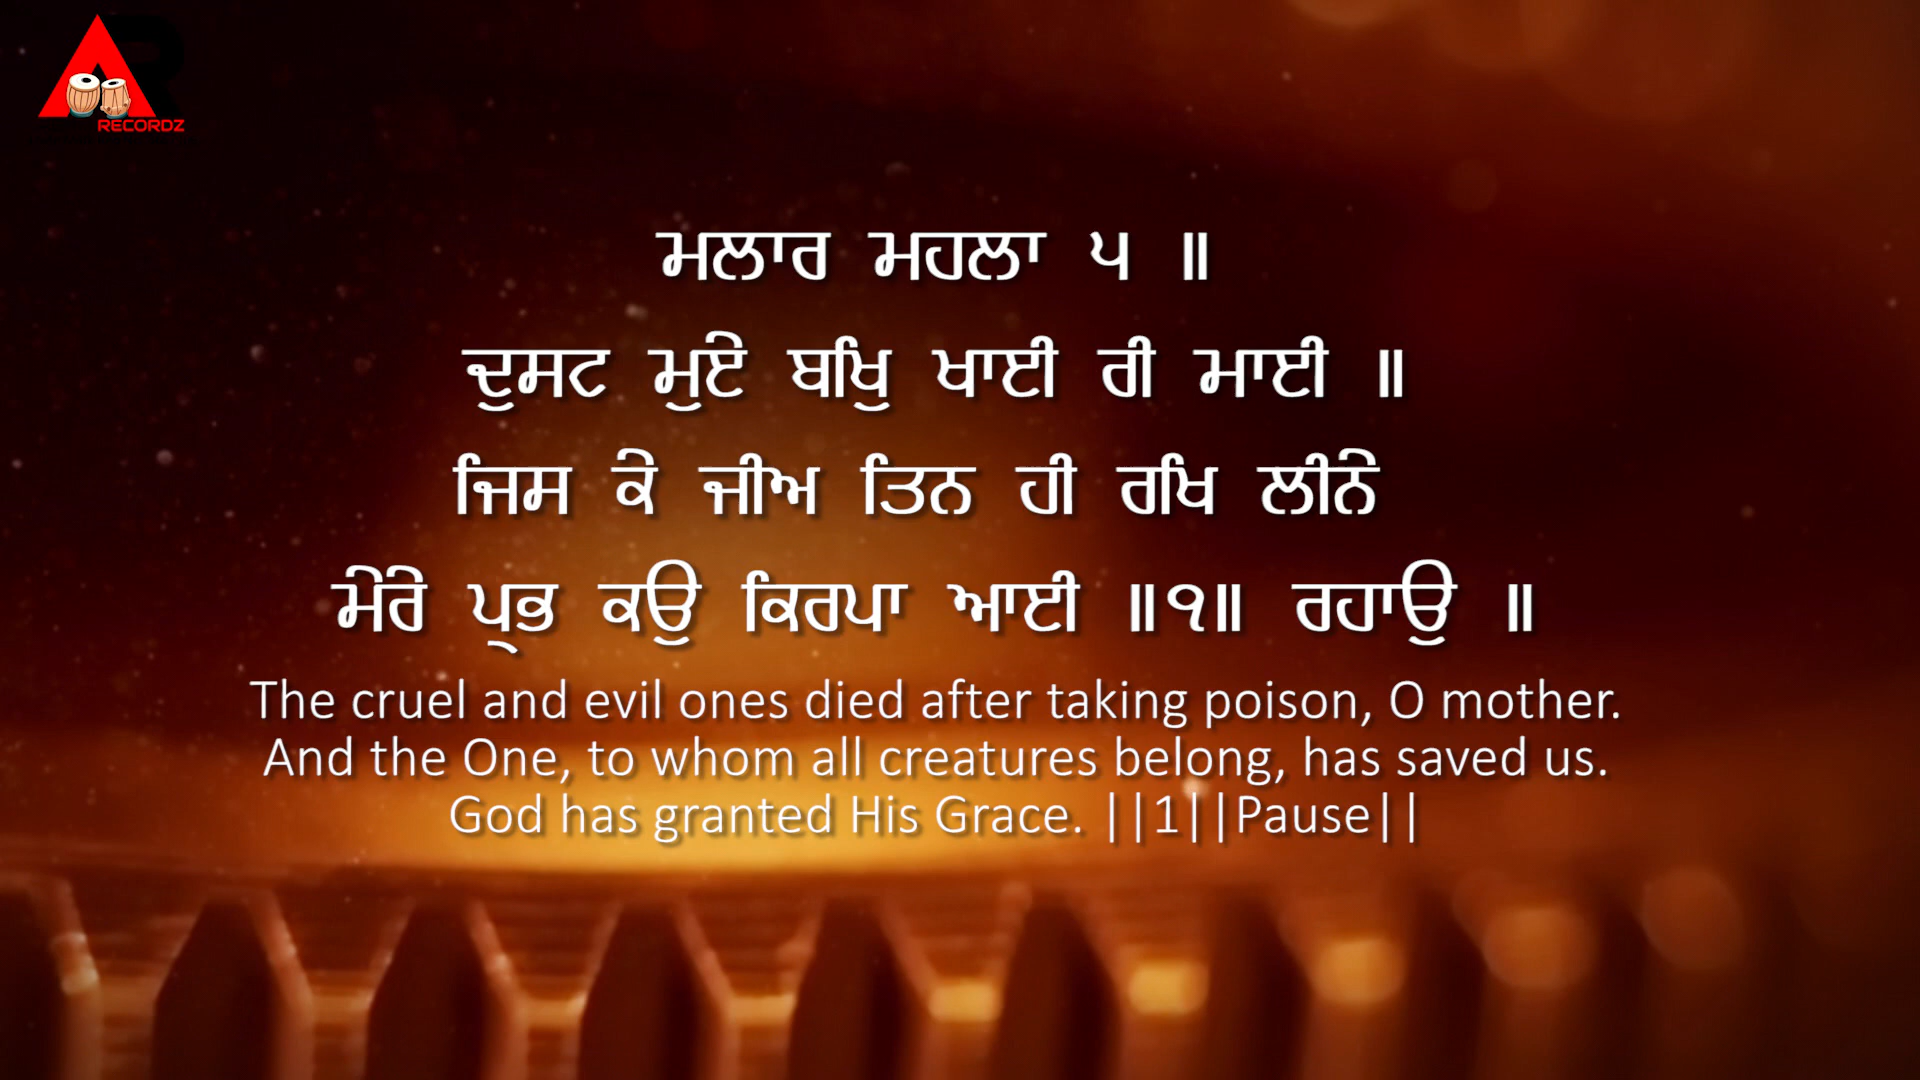 AR
RECORDZ
ਮਲਾਰ ਮਹਲਾ ੫ ॥
ਦੁਸਟ ਮੁਏ ਬਿਖੁ ਖਾਈ ਰੀ ਮਾਈ ॥
ਜਿਸ ਕੇ ਜੀਅ ਤਿਨ ਹੀ ਰਖਿ ਲੀਨੇ
ਮੇਰੇ ਪ੍ਰਭ ਕਉ ਕਿਰਪਾ ਆਈ ॥੧॥ ਰਹਾਉ ॥
The cruel and evil ones died after taking poison, O mother.
And the One, to whom all creatures belong, has saved us.
God has granted His Grace. ||1||Pause||